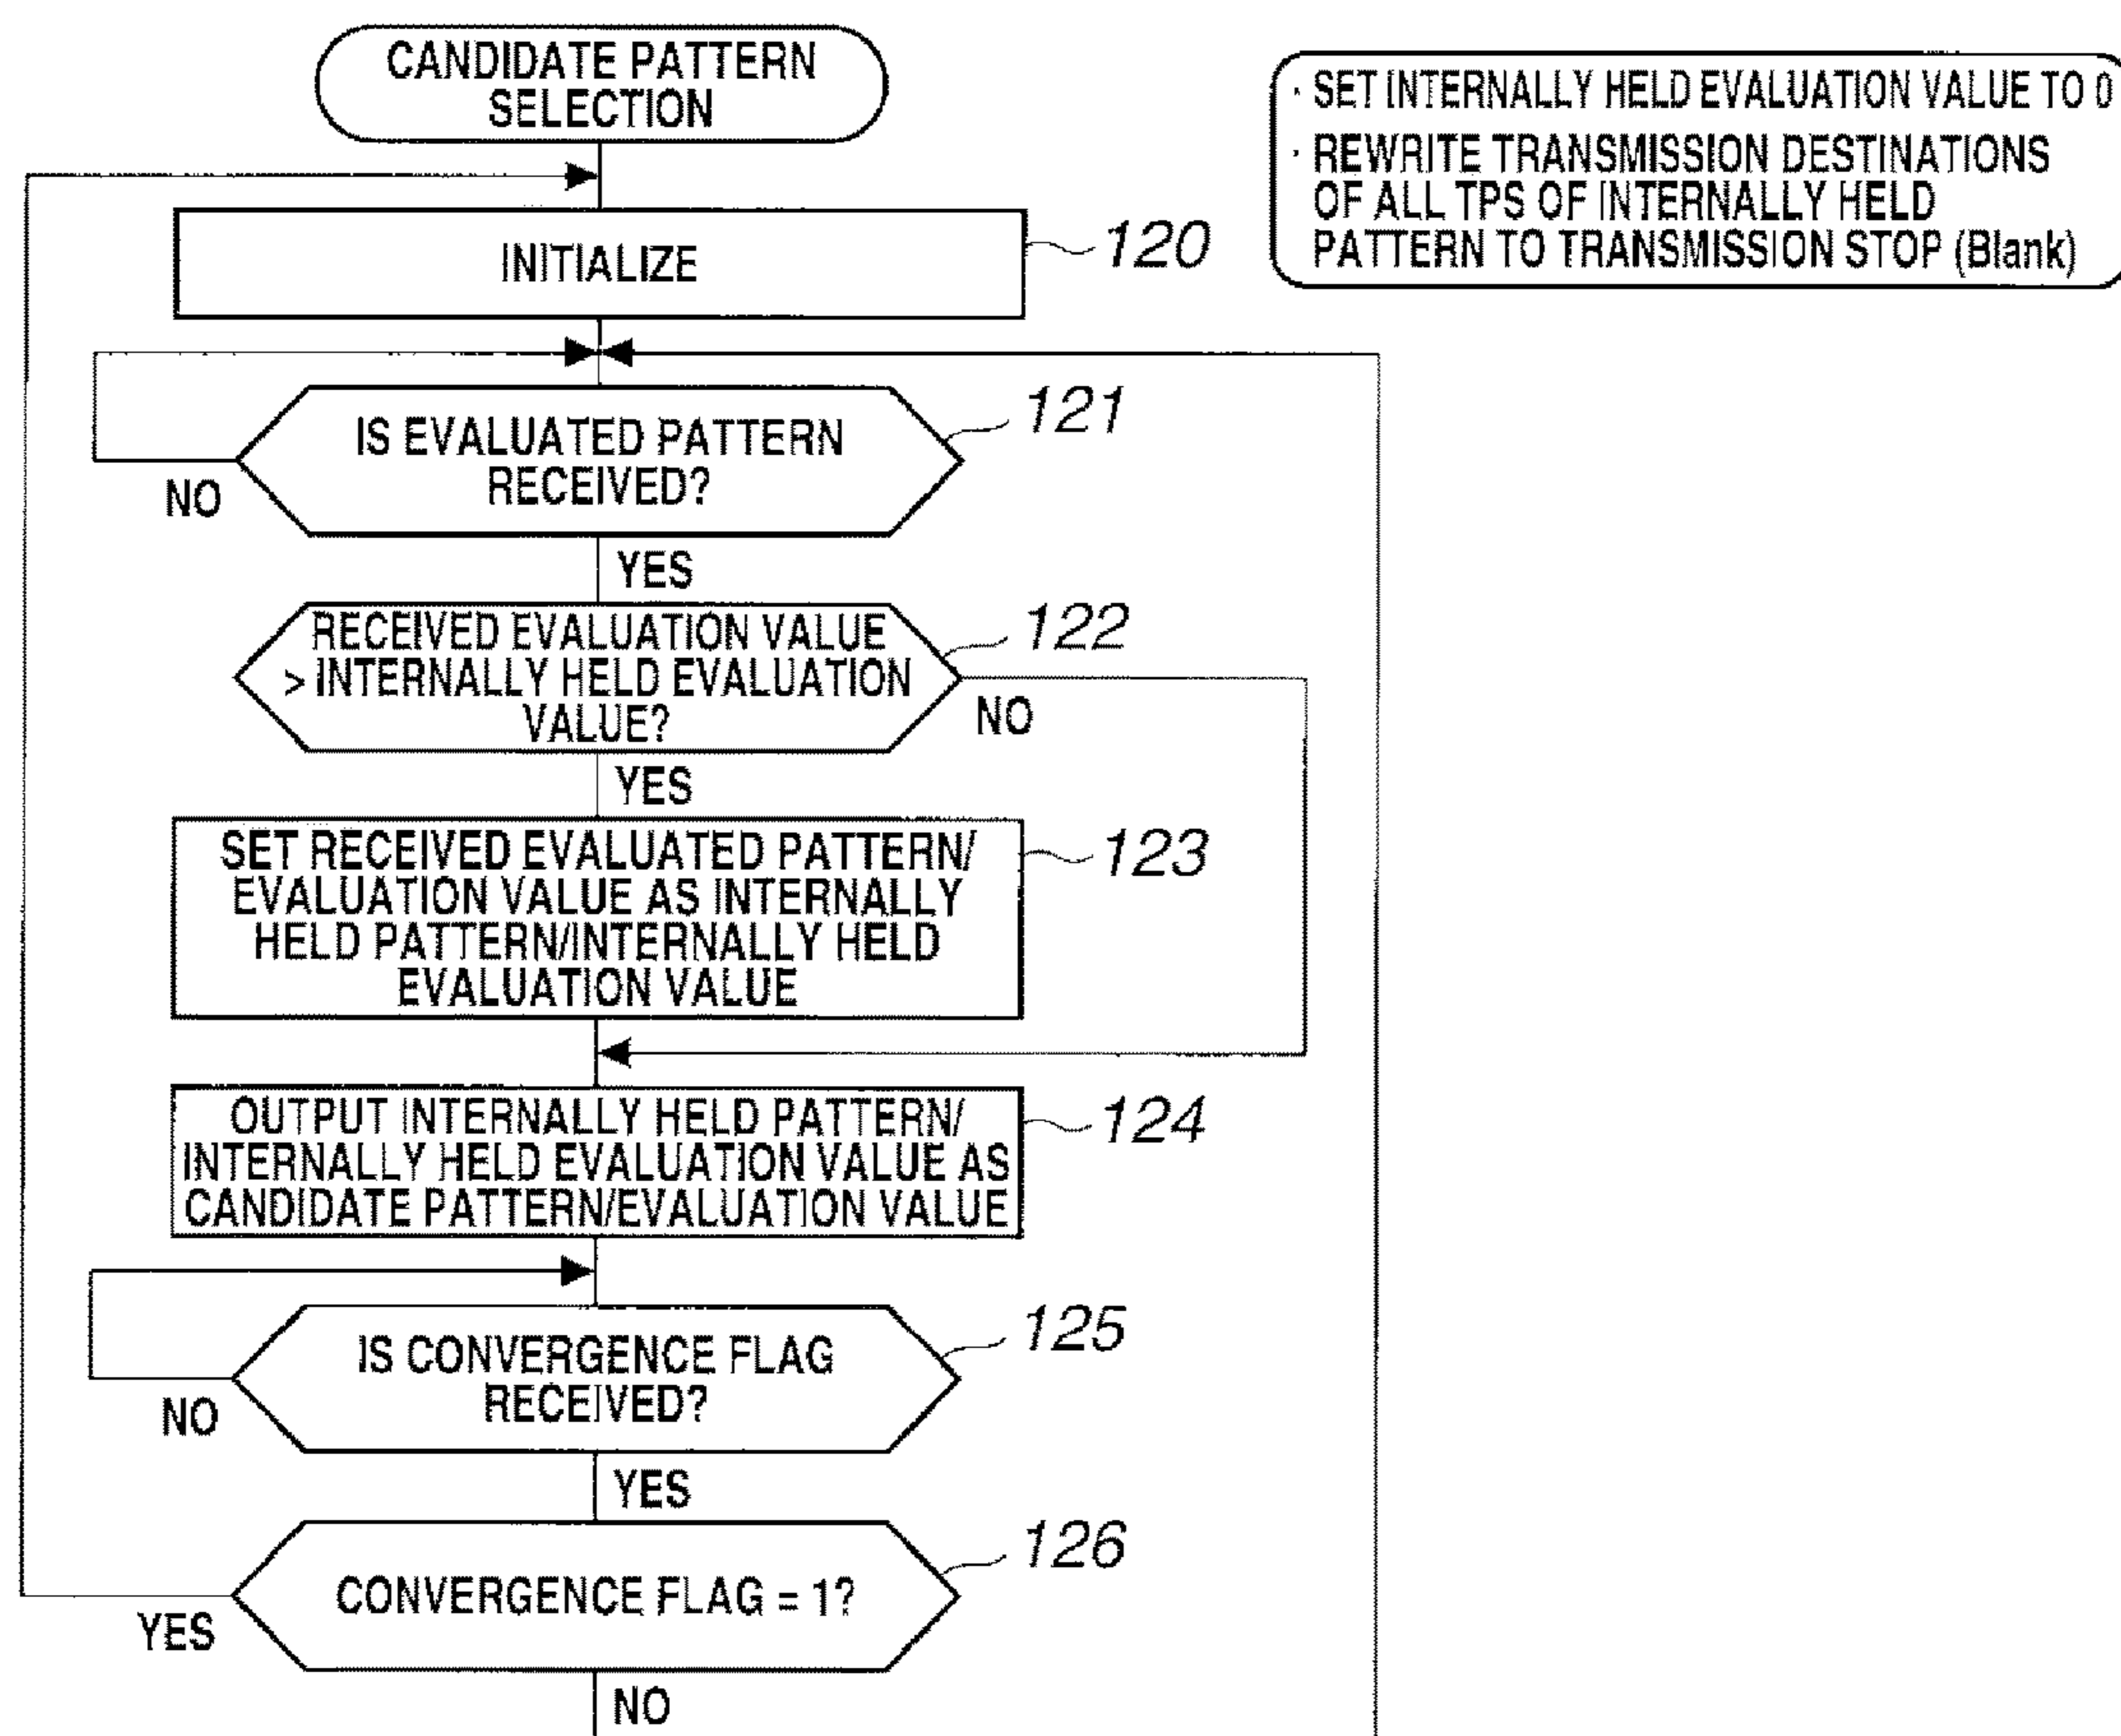 CANDIDATE PATTERN
SELECTION
· SET INTERNALLY HELD EVALUATION VALUE TO 0
· REWRITE TRANSMISSION DESTINATIONS
OF ALL TPS OF INTERNALLY HELD
PATTERN TO TRANSMISSION STOP (Blank)
INITIALIZE
120
IS EVALUATED PATTERN
RECEIVED?
121
NO
YES
RECEIVED EVALUATION VALUE
> INTERNALLY HELD EVALUATION
VALUE?
122
NO
YES
SET RECEIVED EVALUATED PATTERN/
EVALUATION VALUE AS INTERNALLY
HELD PATTERN/INTERNALLY HELD
EVALUATION VALUE
123
OUTPUT INTERNALLY HELD PATTERN/
INTERNALLY HELD EVALUATION VALUE AS
CANDIDATE PATTERN/EVALUATION VALUE
124
IS CONVERGENCE FLAG
RECEIVED?
125
NO
YES
CONVERGENCE FLAG = 1?
126
YES
NO